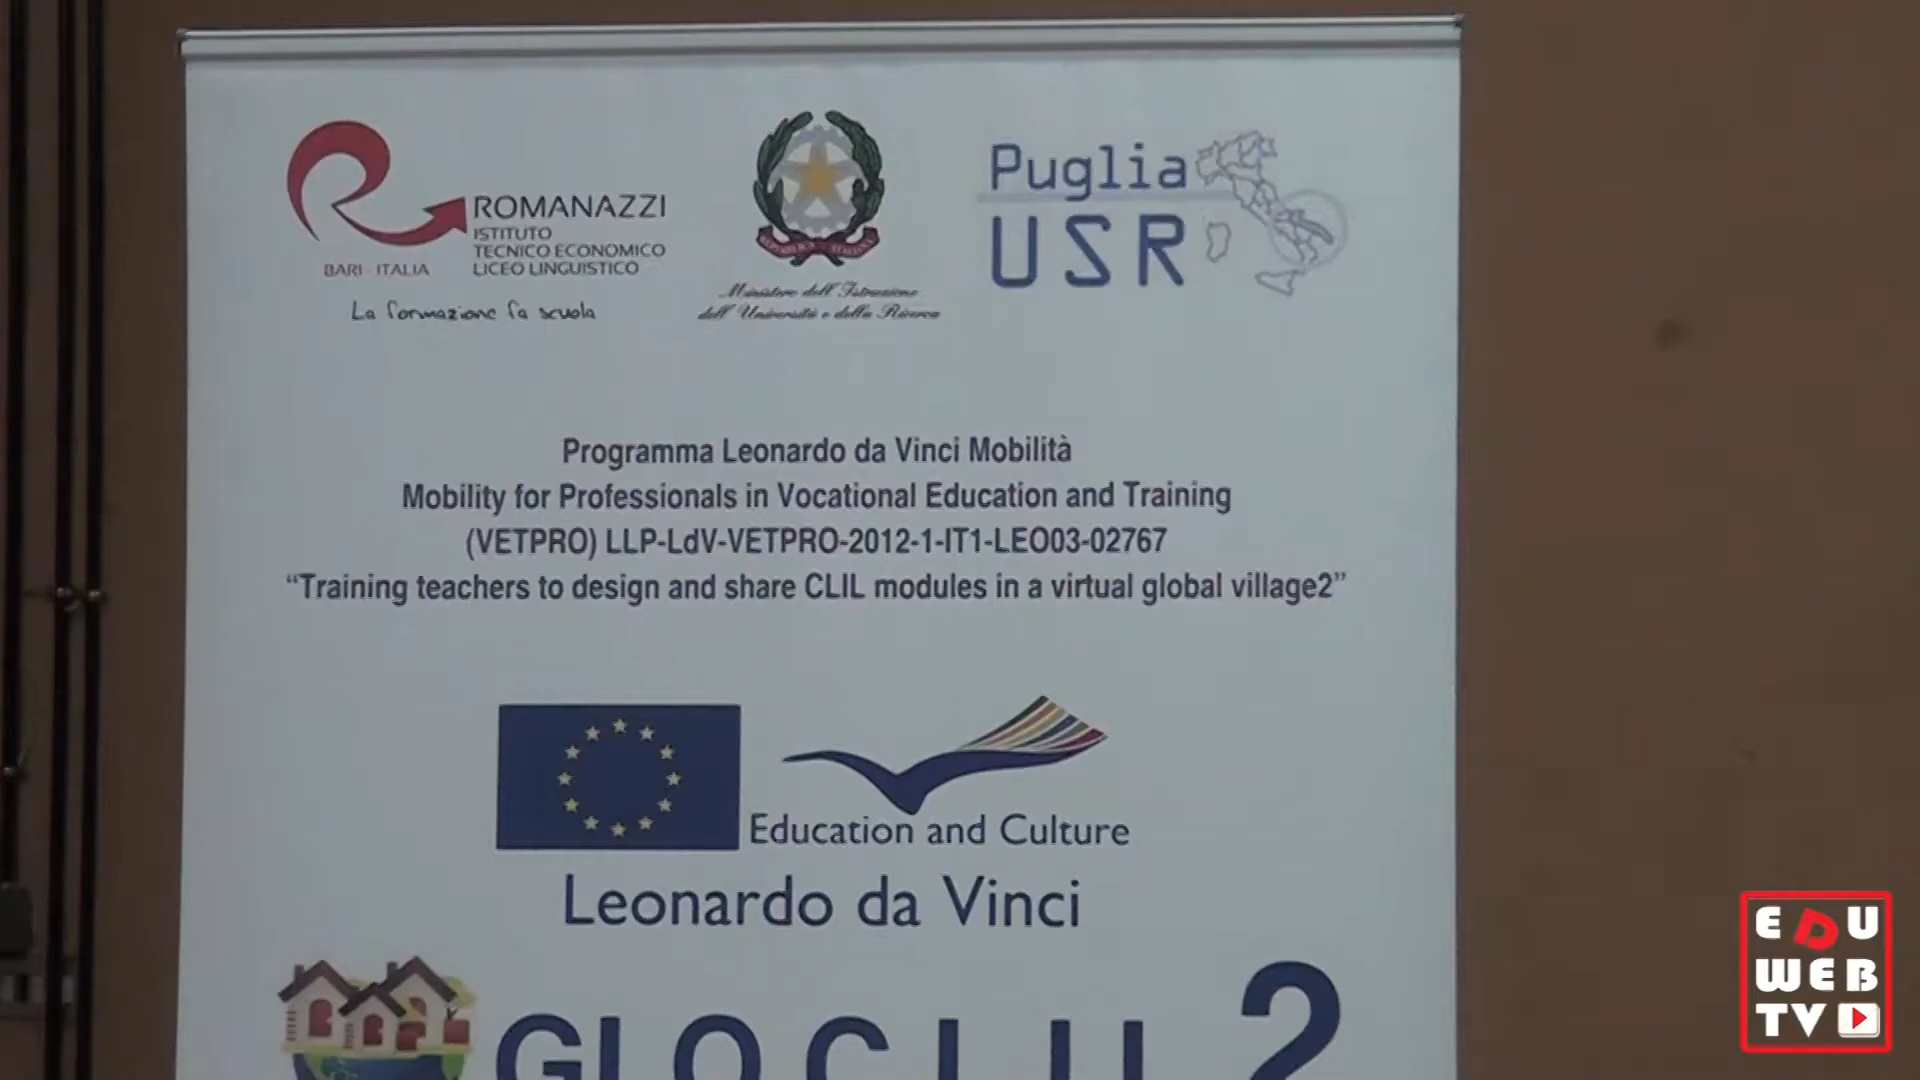 ROMANAZZI
ISTITUTO
TECNICO ECONOMICO
LICEO LINGUISTICO
BARI - ITALIA
La formazione fa scuola
REPVBBLICA ITALIANA
Ministero dell'Istruzione
dell'Università e della Ricerca
Puglia
USR
Programma Leonardo da Vinci Mobilità
Mobility for Professionals in Vocational Education and Training
(VETPRO) LLP-LdV-VETPRO-2012-1-IT1-LEO03-02767
“Training teachers to design and share CLIL modules in a virtual global village2”
Education and Culture
Leonardo da Vinci
2
EDU
WEB
TV